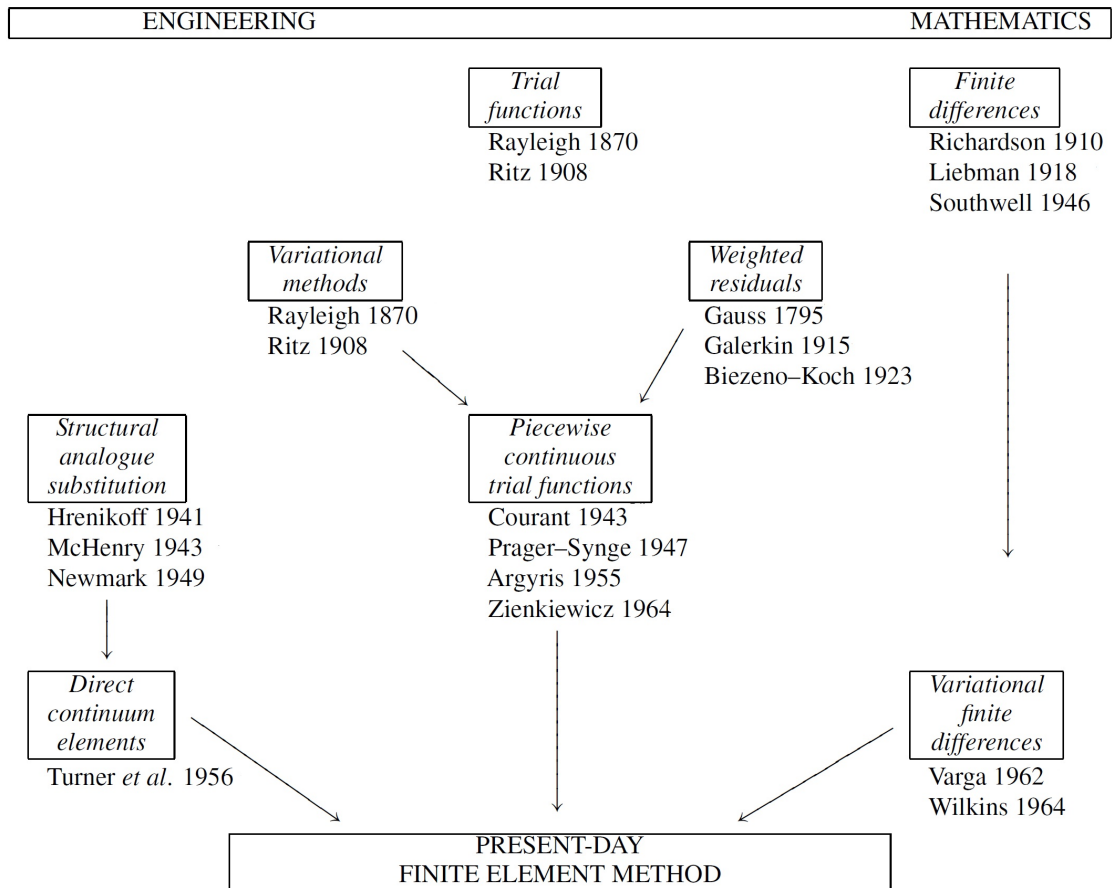 ENGINEERING MATHEMATICS
Trial
functions
Rayleigh 1870
Ritz 1908
Finite
differences
Richardson 1910
Liebman 1918
Southwell 1946
Variational
methods
Rayleigh 1870
Ritz 1908
Weighted
residuals
Gauss 1795
Galerkin 1915
Biezeno–Koch 1923
Structural
analogue
substitution
Hrenikoff 1941
McHenry 1943
Newmark 1949
Piecewise
continuous
trial functions
Courant 1943
Prager–Synge 1947
Argyris 1955
Zienkiewicz 1964
Direct
continuum
elements
Turner et al. 1956
Variational
finite
differences
Varga 1962
Wilkins 1964
PRESENT-DAY
FINITE ELEMENT METHOD